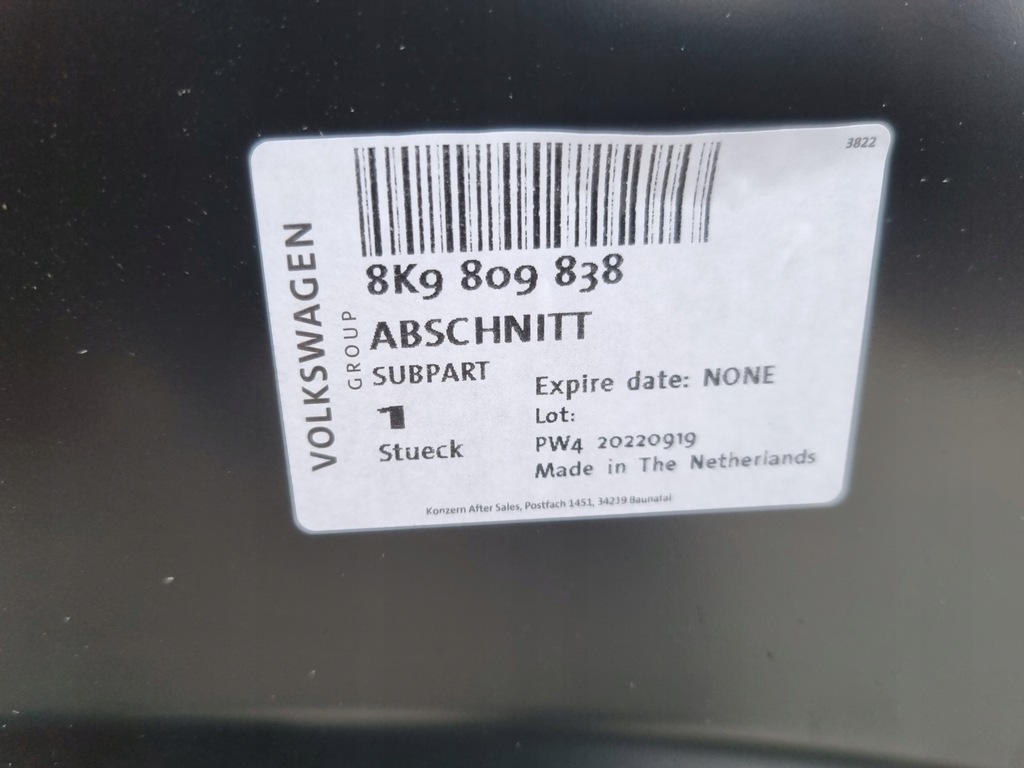 3822
VOLKSWAGEN
GROUP
8K9 809 838
ABSCHNITT
SUBPART
1
Stueck
Expire date: NONE
Lot:
PW4 20220919
Made in The Netherlands
Konzern After Sales, Postfach 1451, 34219 Baunatal